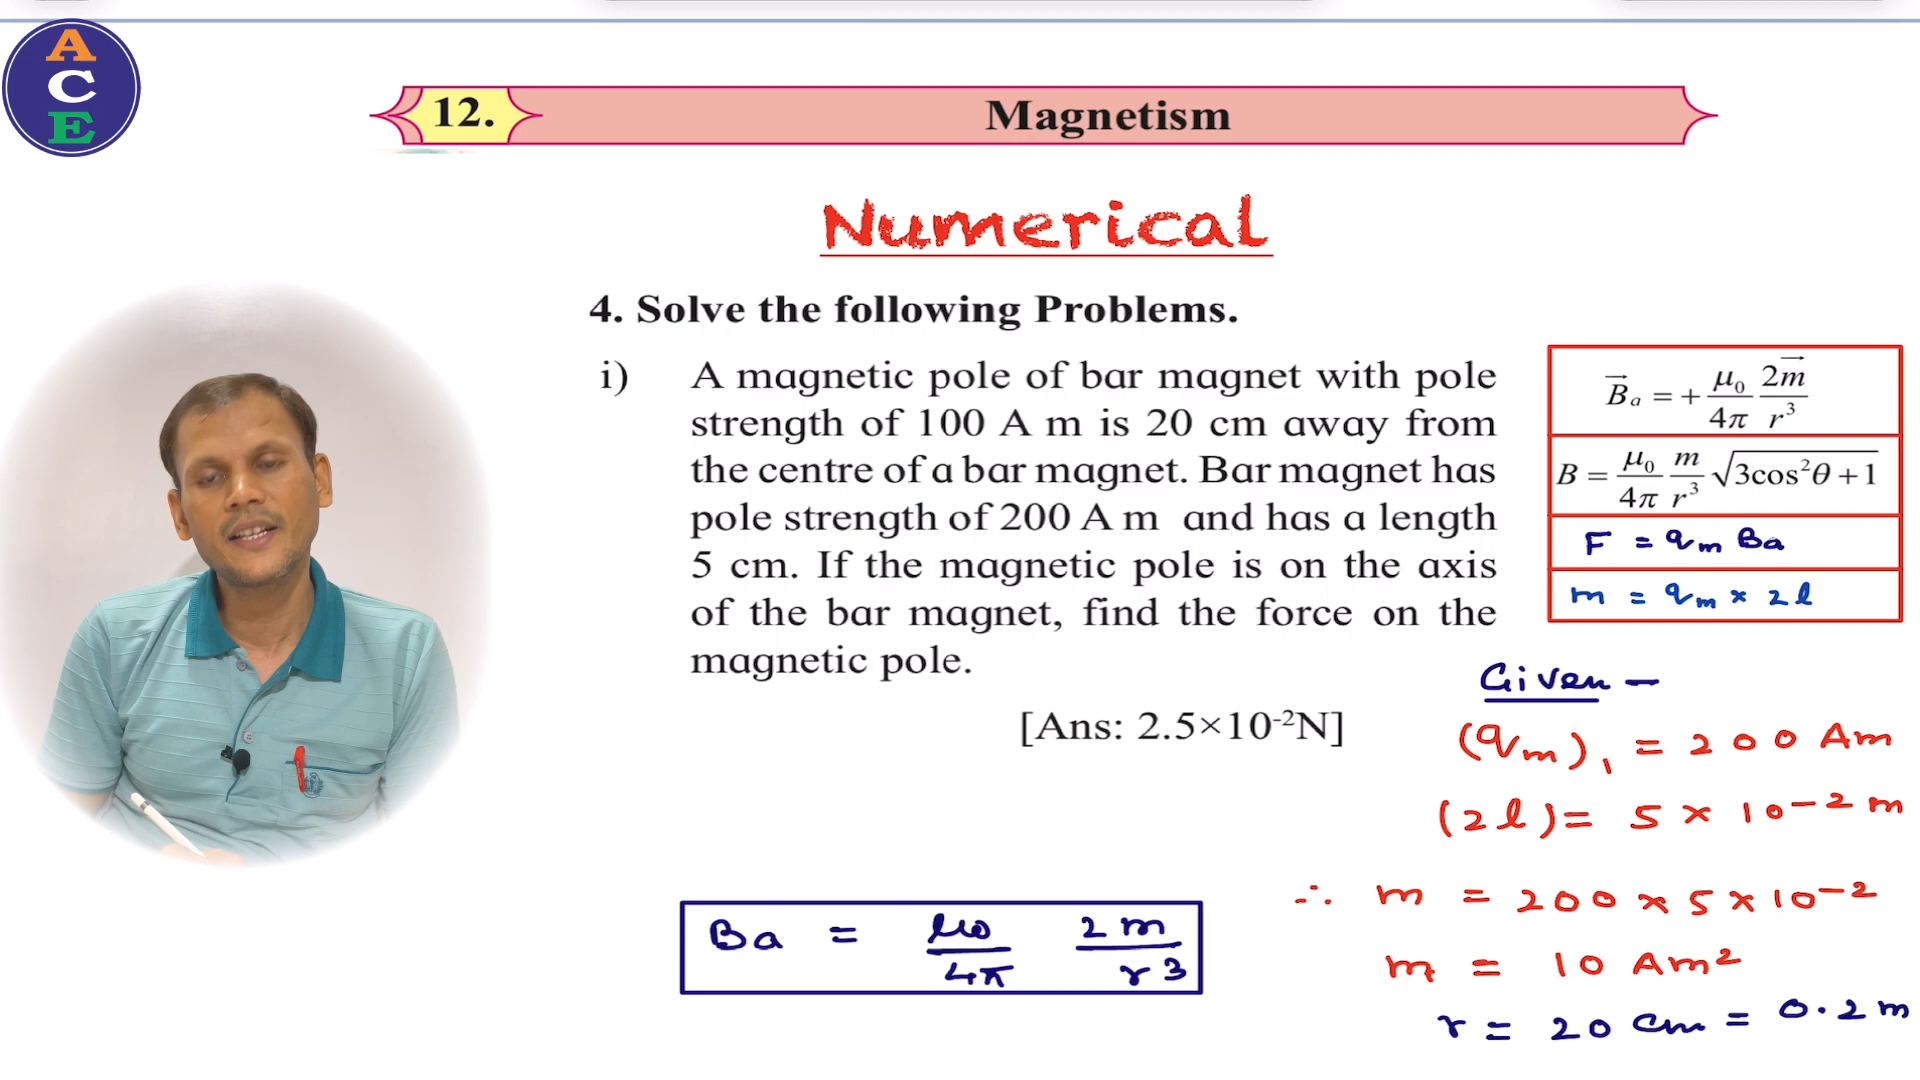 A
C
E
12.
Magnetism
Numerical
4. Solve the following Problems.
i) A magnetic pole of bar magnet with pole
strength of 100 A m is 20 cm away from
the centre of a bar magnet. Bar magnet has
pole strength of 200 A m and has a length
5 cm. If the magnetic pole is on the axis
of the bar magnet, find the force on the
magnetic pole.
[Ans: 2.5×10⁻²N]
B⃗ₐ = + μ₀/4π 2m⃗/r³
B = μ₀/4π m/r³ √3cos²θ+1
F = qm Ba
m = qm × 2l
Given –
(qm)₁ = 200 Am
(2l) = 5 × 10⁻² m
∴ m = 200 × 5 × 10⁻²
m = 10 Am²
r = 20 cm = 0.2 m
Ba = μ₀/4π 2m/r³